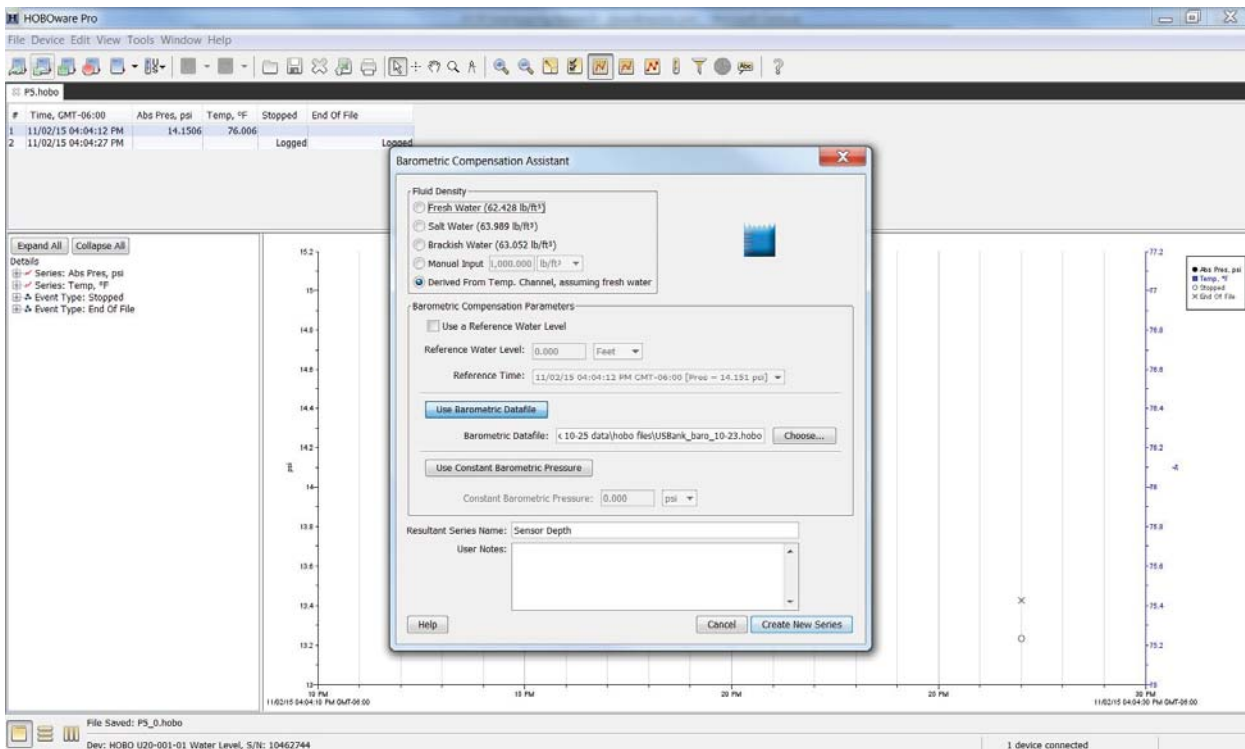 HOBOware Pro
File Device Edit View Tools Window Help
P5.hobo
# Time, GMT-06:00 Abs Pres, psi Temp, °F Stopped End Of File
1 11/02/15 04:04:12 PM 14.1506 76.006
2 11/02/15 04:04:27 PM Logged Logged
Expand All Collapse All
Details
Series: Abs Pres, psi
Series: Temp, °F
Event Type: Stopped
Event Type: End Of File
Barometric Compensation Assistant
Fluid Density
Fresh Water (62.428 lb/ft³)
Salt Water (63.989 lb/ft³)
Brackish Water (63.052 lb/ft³)
Manual Input 1,000.000 lb/ft³
Derived From Temp. Channel, assuming fresh water
Barometric Compensation Parameters
Use a Reference Water Level
Reference Water Level: 0.000 Feet
Reference Time: 11/02/15 04:04:12 PM GMT-06:00 [Pres = 14.151 psi]
Use Barometric Datafile
Barometric Datafile: 10-25 data\hobo files\USBank_baro_10-23.hobo Choose...
Use Constant Barometric Pressure
Constant Barometric Pressure: 0.000 psi
Resultant Series Name: Sensor Depth
User Notes:
Help Cancel Create New Series
15.2
15
14.8
14.6
14.4
14.2
14
13.8
13.6
13.4
13.2
13
psi
77.2
77
76.8
76.6
76.4
76.2
76
75.8
75.6
75.4
75.2
75
°F
Abs Pres, psi
Temp, °F
Stopped
End Of File
10 PM 15 PM 20 PM 25 PM 30 PM
11/02/15 04:04:10 PM GMT-06:00 11/02/15 04:04:30 PM GMT-06:00
File Saved: P5_0.hobo
Dev: HOBO U20-001-01 Water Level, S/N: 10462744 1 device connected